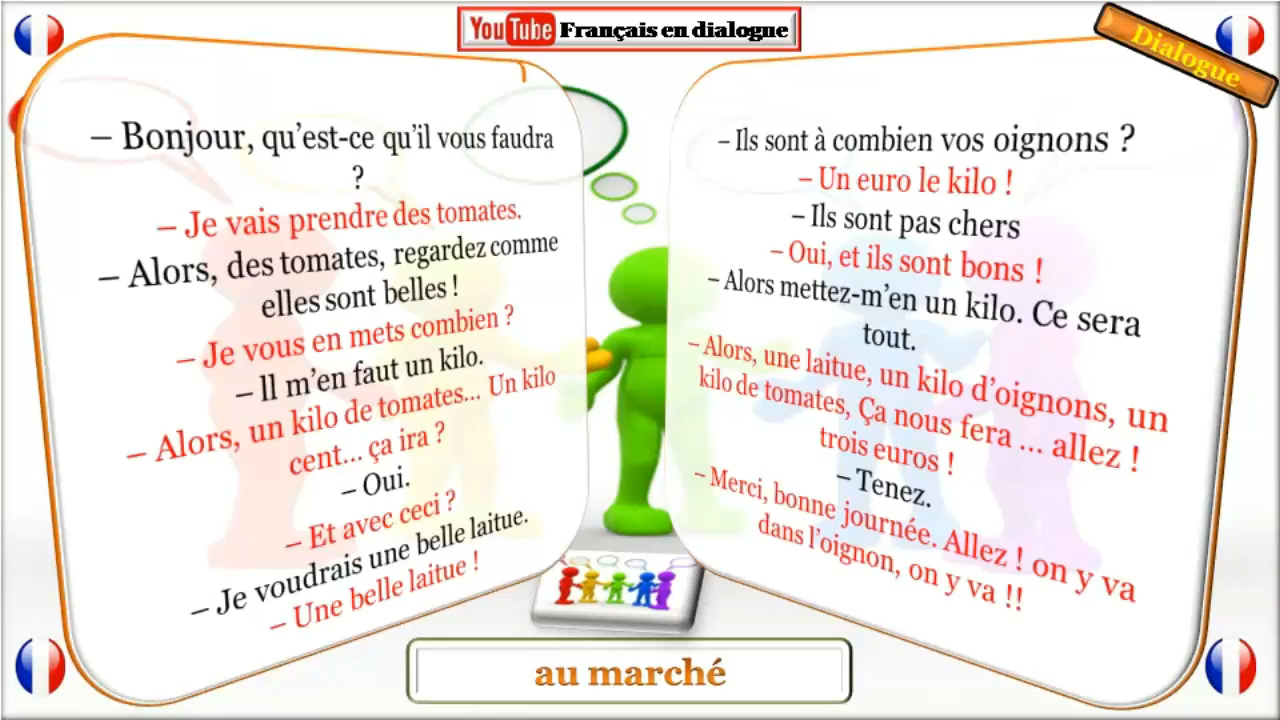 YouTube Français en dialogue
Dialogue
– Bonjour, qu’est-ce qu’il vous faudra
?
– Je vais prendre des tomates.
– Alors, des tomates, regardez comme
elles sont belles !
– Je vous en mets combien ?
– ll m’en faut un kilo.
– Alors, un kilo de tomates... Un kilo
cent... ça ira ?
– Oui.
– Et avec ceci ?
– Je voudrais une belle laitue.
– Une belle laitue !
– Ils sont à combien vos oignons ?
– Un euro le kilo !
– Ils sont pas chers
– Oui, et ils sont bons !
– Alors mettez-m’en un kilo. Ce sera
tout.
– Alors, une laitue, un kilo d’oignons, un
kilo de tomates, Ça nous fera ... allez !
trois euros !
– Tenez.
– Merci, bonne journée. Allez ! on y va
dans l’oignon, on y va !!
au marché